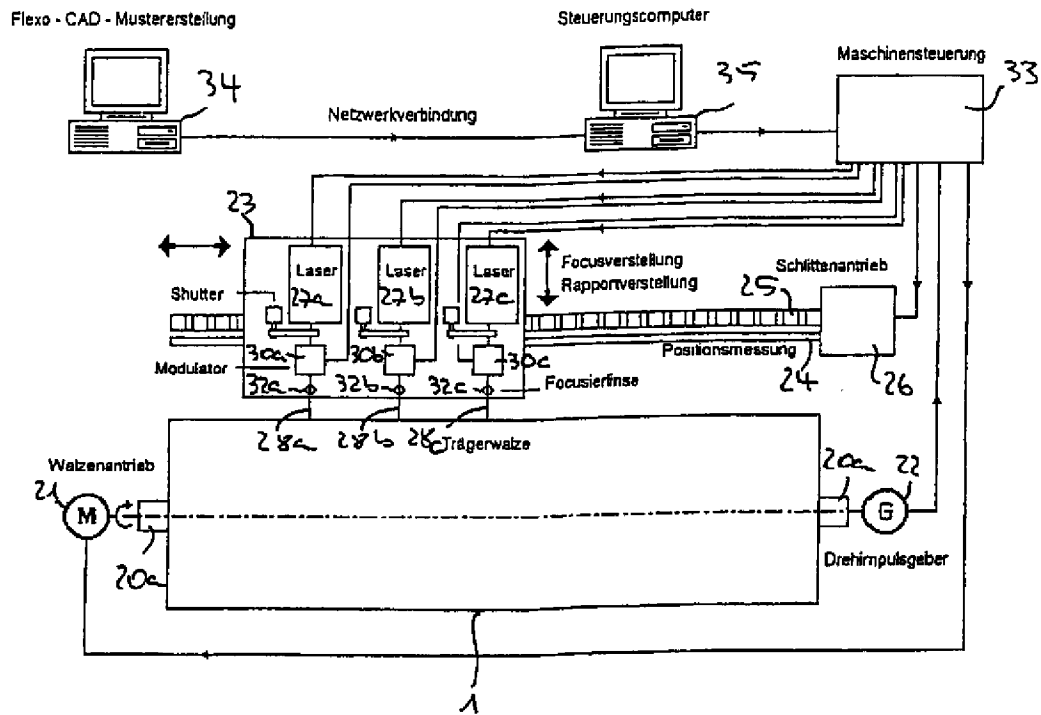 Flexo - CAD - Mustererstellung
Steuerungscomputer
Maschinensteuerung
34
35
33
Netzwerkverbindung
23
Laser
27a
Laser
27b
Laser
27c
Focusverstellung
Rapportverstellung
Schlittenantrieb
Shutter
25
30a
30b
30c
Positionsmessung
24
26
Modulator
32a
32b
32c
Focusierlinse
28a
28b
28c
Trägerwalze
Walzenantrieb
21
M
20a
20a
22
G
Drehimpulsgeber
20a
1